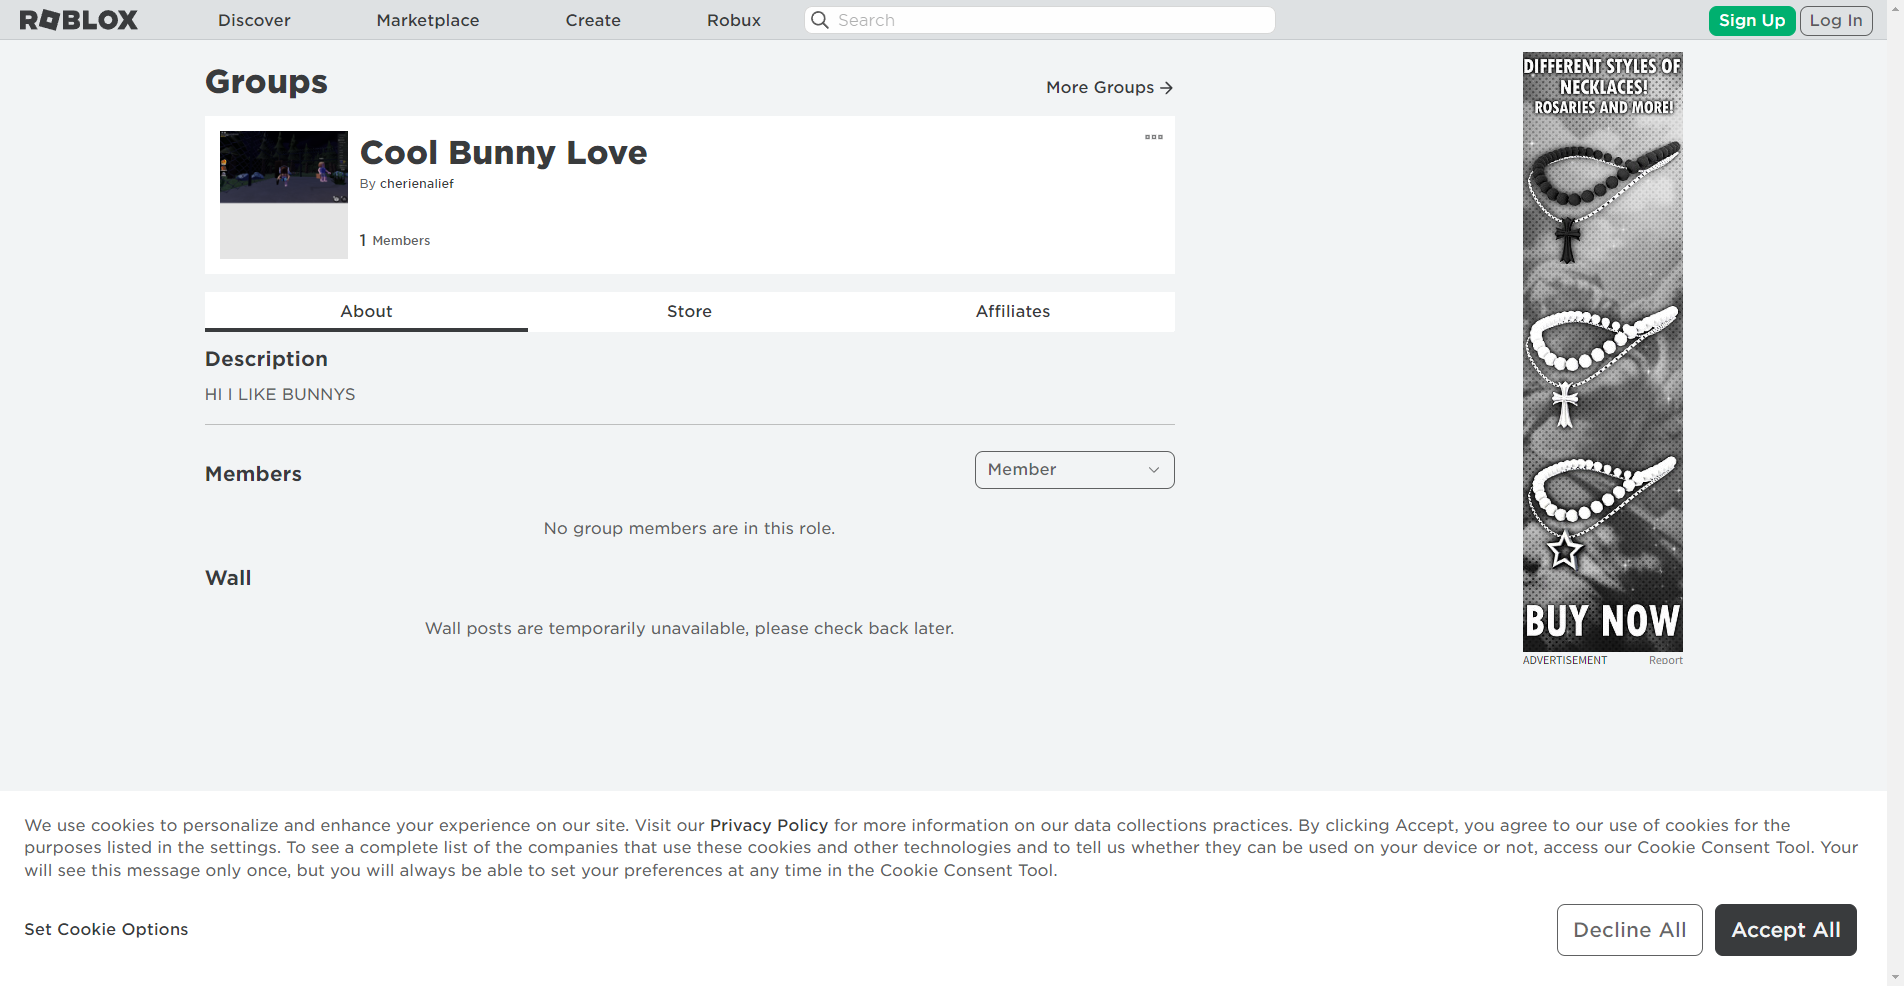 ROBLOX
Discover
Marketplace
Create
Robux
Search
Sign Up
Log In
Groups
More Groups →
Cool Bunny Love
By cherienalief
1 Members
About
Store
Affiliates
Description
HI I LIKE BUNNYS
Members
Member
No group members are in this role.
Wall
Wall posts are temporarily unavailable, please check back later.
DIFFERENT STYLES OF
NECKLACES!
ROSARIES AND MORE!
BUY NOW
ADVERTISEMENT
Report
We use cookies to personalize and enhance your experience on our site. Visit our Privacy Policy for more information on our data collections practices. By clicking Accept, you agree to our use of cookies for the
purposes listed in the settings. To see a complete list of the companies that use these cookies and other technologies and to tell us whether they can be used on your device or not, access our Cookie Consent Tool. Your
will see this message only once, but you will always be able to set your preferences at any time in the Cookie Consent Tool.
Set Cookie Options
Decline All
Accept All